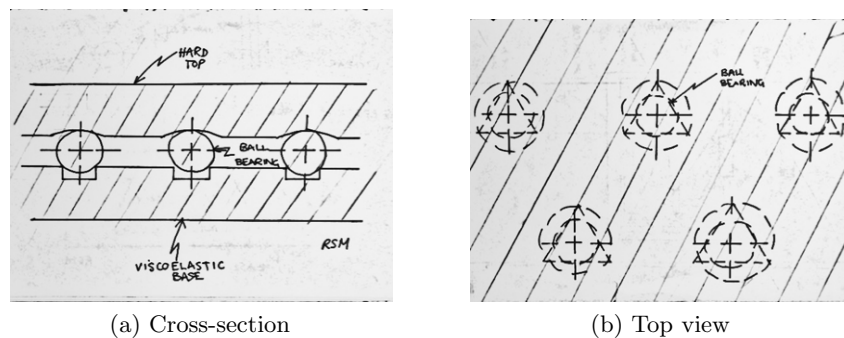 HARD
TOP
BALL
BEARING
RSM
VISCOELASTIC
BASE
(a) Cross-section
BALL
BEARING
(b) Top view